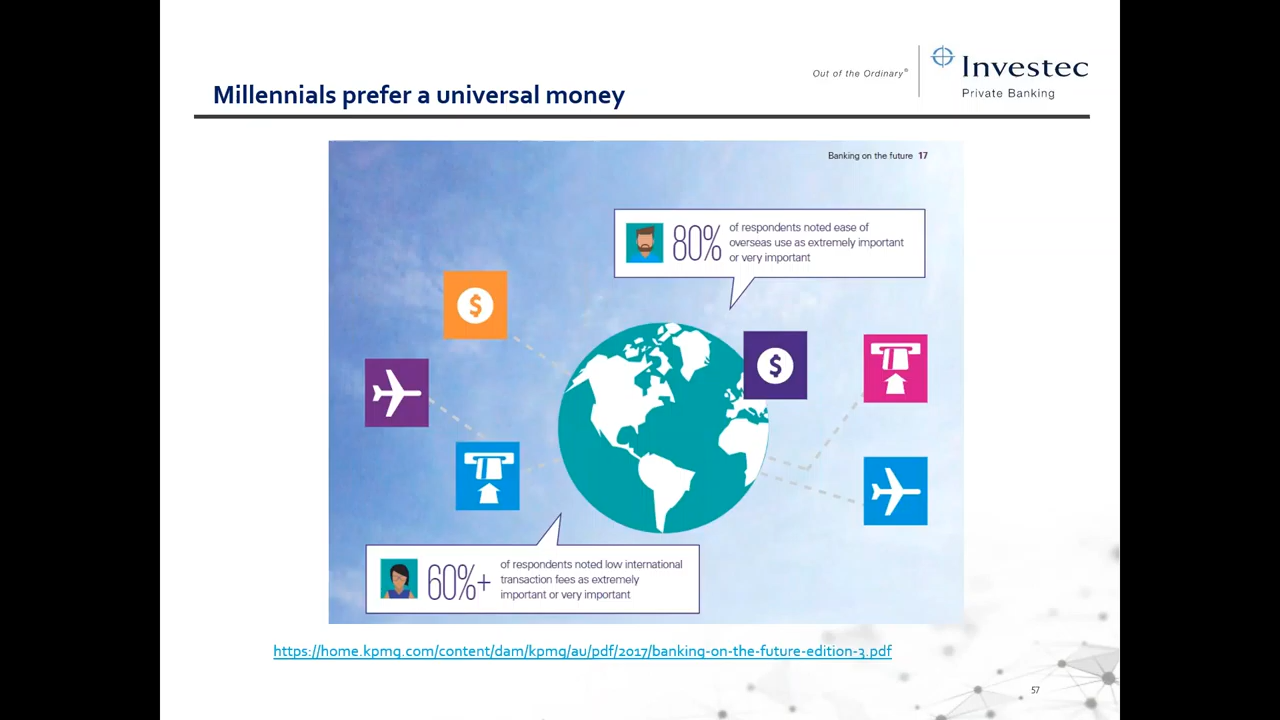 Out of the Ordinary®
Investec
Private Banking
Millennials prefer a universal money
Banking on the future 17
80%
of respondents noted ease of
overseas use as extremely important
or very important
$
$
60%+
of respondents noted low international
transaction fees as extremely
important or very important
https://home.kpmg.com/content/dam/kpmg/au/pdf/2017/banking-on-the-future-edition-3.pdf
57